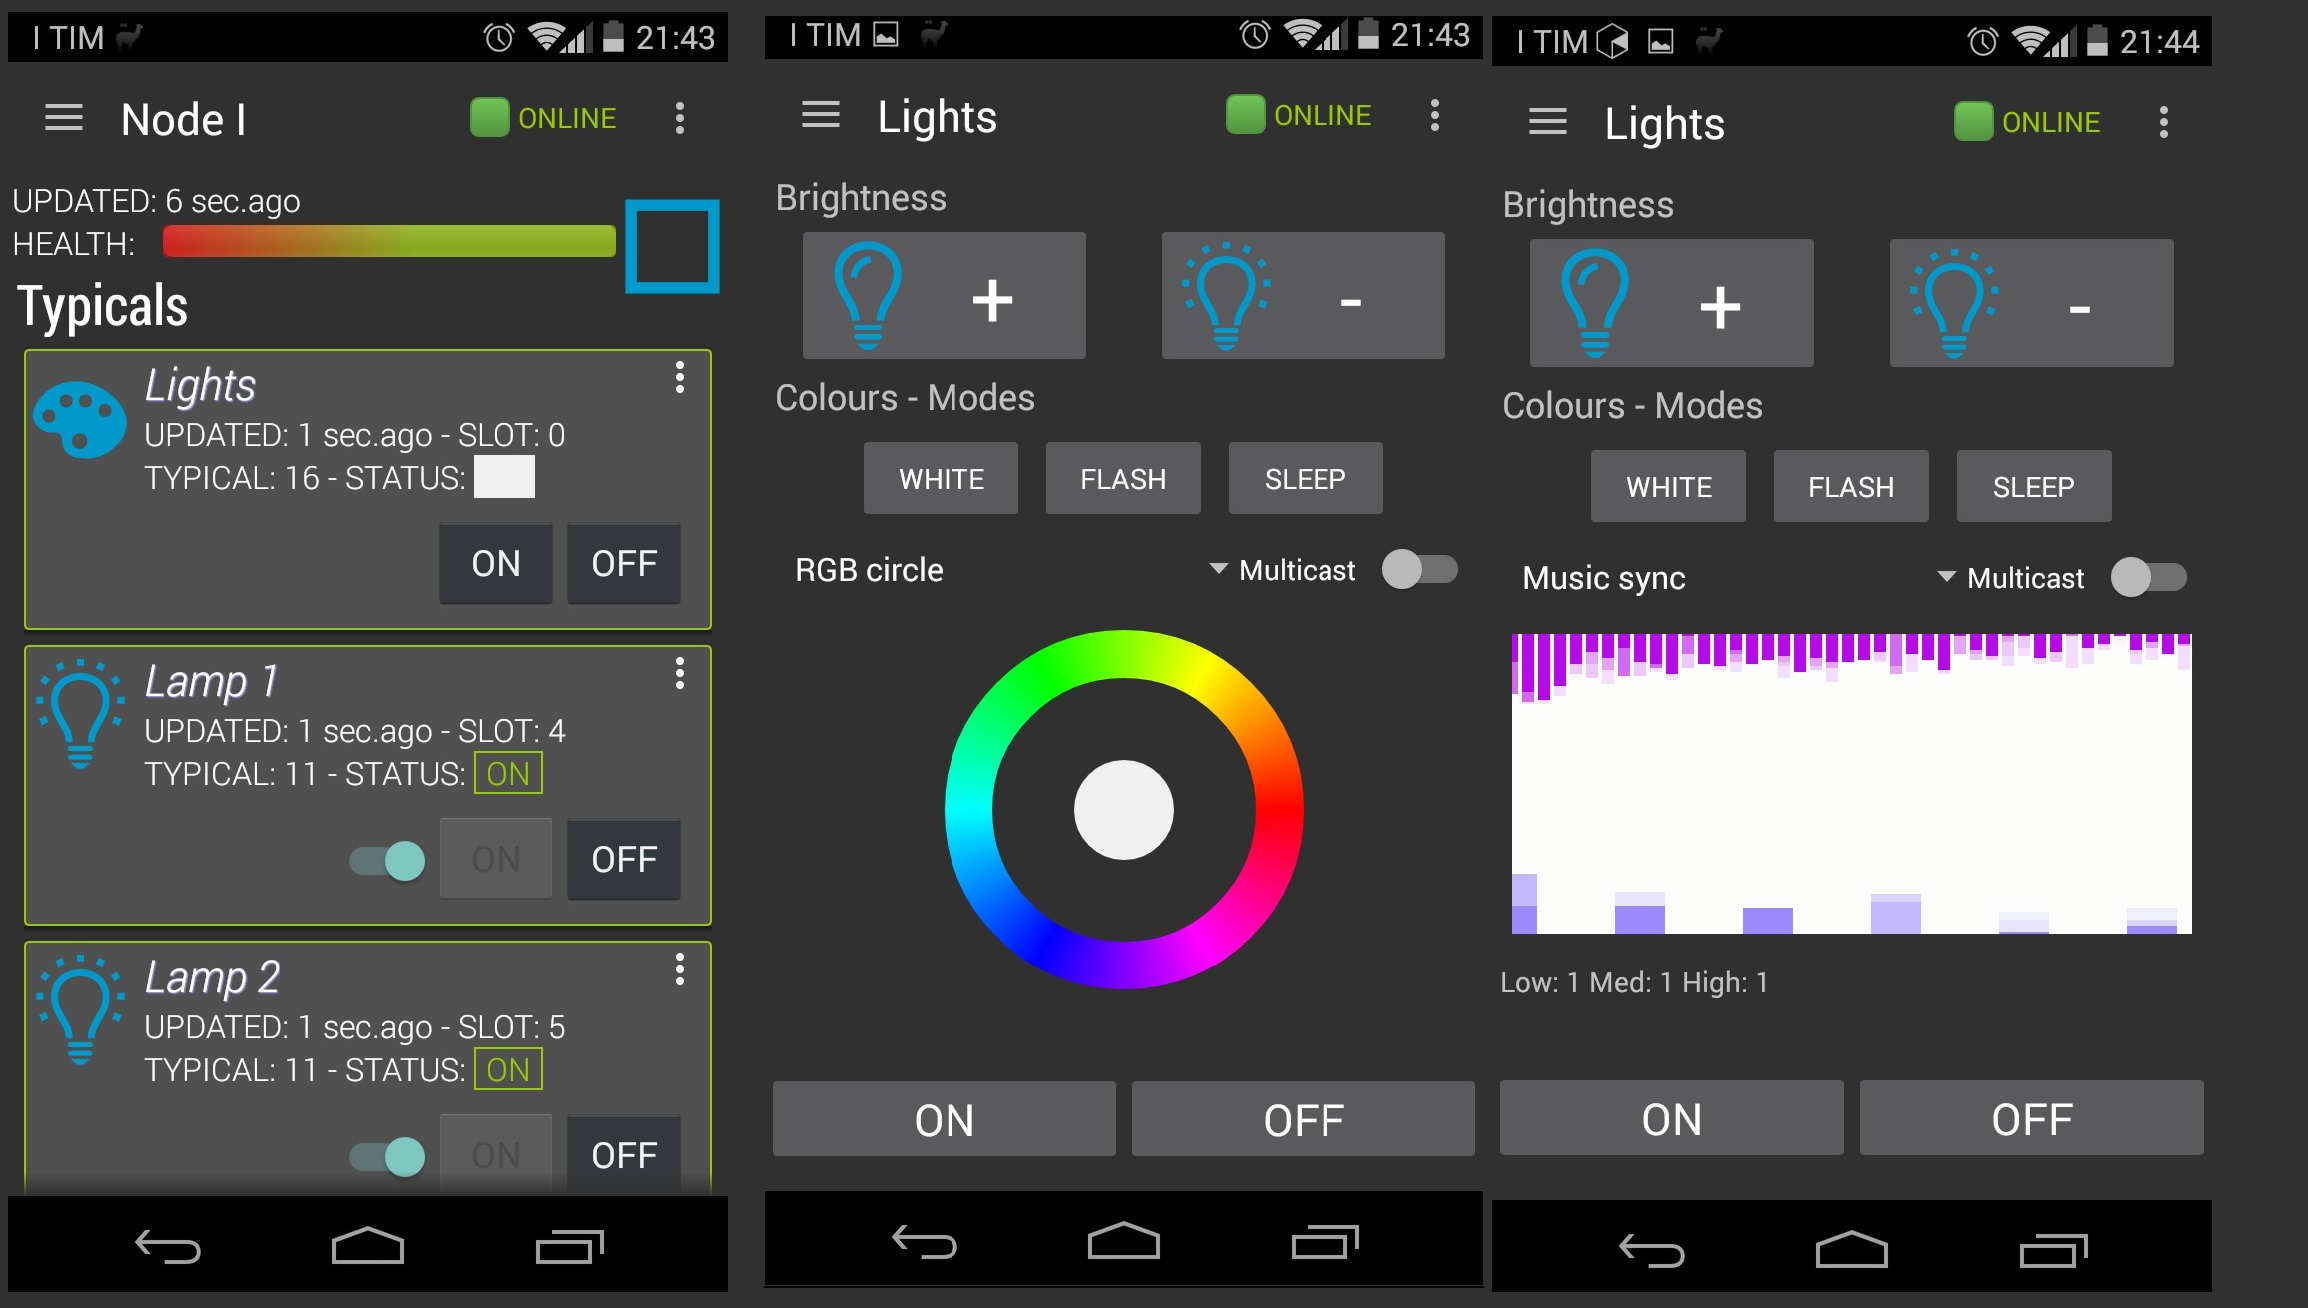 I TIM 21:43
Node I ONLINE
UPDATED: 6 sec.ago
HEALTH:
Typicals
Lights
UPDATED: 1 sec.ago - SLOT: 0
TYPICAL: 16 - STATUS:
ON OFF
Lamp 1
UPDATED: 1 sec.ago - SLOT: 4
TYPICAL: 11 - STATUS: ON
ON OFF
Lamp 2
UPDATED: 1 sec.ago - SLOT: 5
TYPICAL: 11 - STATUS: ON
ON OFF
I TIM 21:43
Lights ONLINE
Brightness
+ -
Colours - Modes
WHITE FLASH SLEEP
RGB circle Multicast
ON OFF
I TIM 21:44
Lights ONLINE
Brightness
+ -
Colours - Modes
WHITE FLASH SLEEP
Music sync Multicast
Low: 1 Med: 1 High: 1
ON OFF